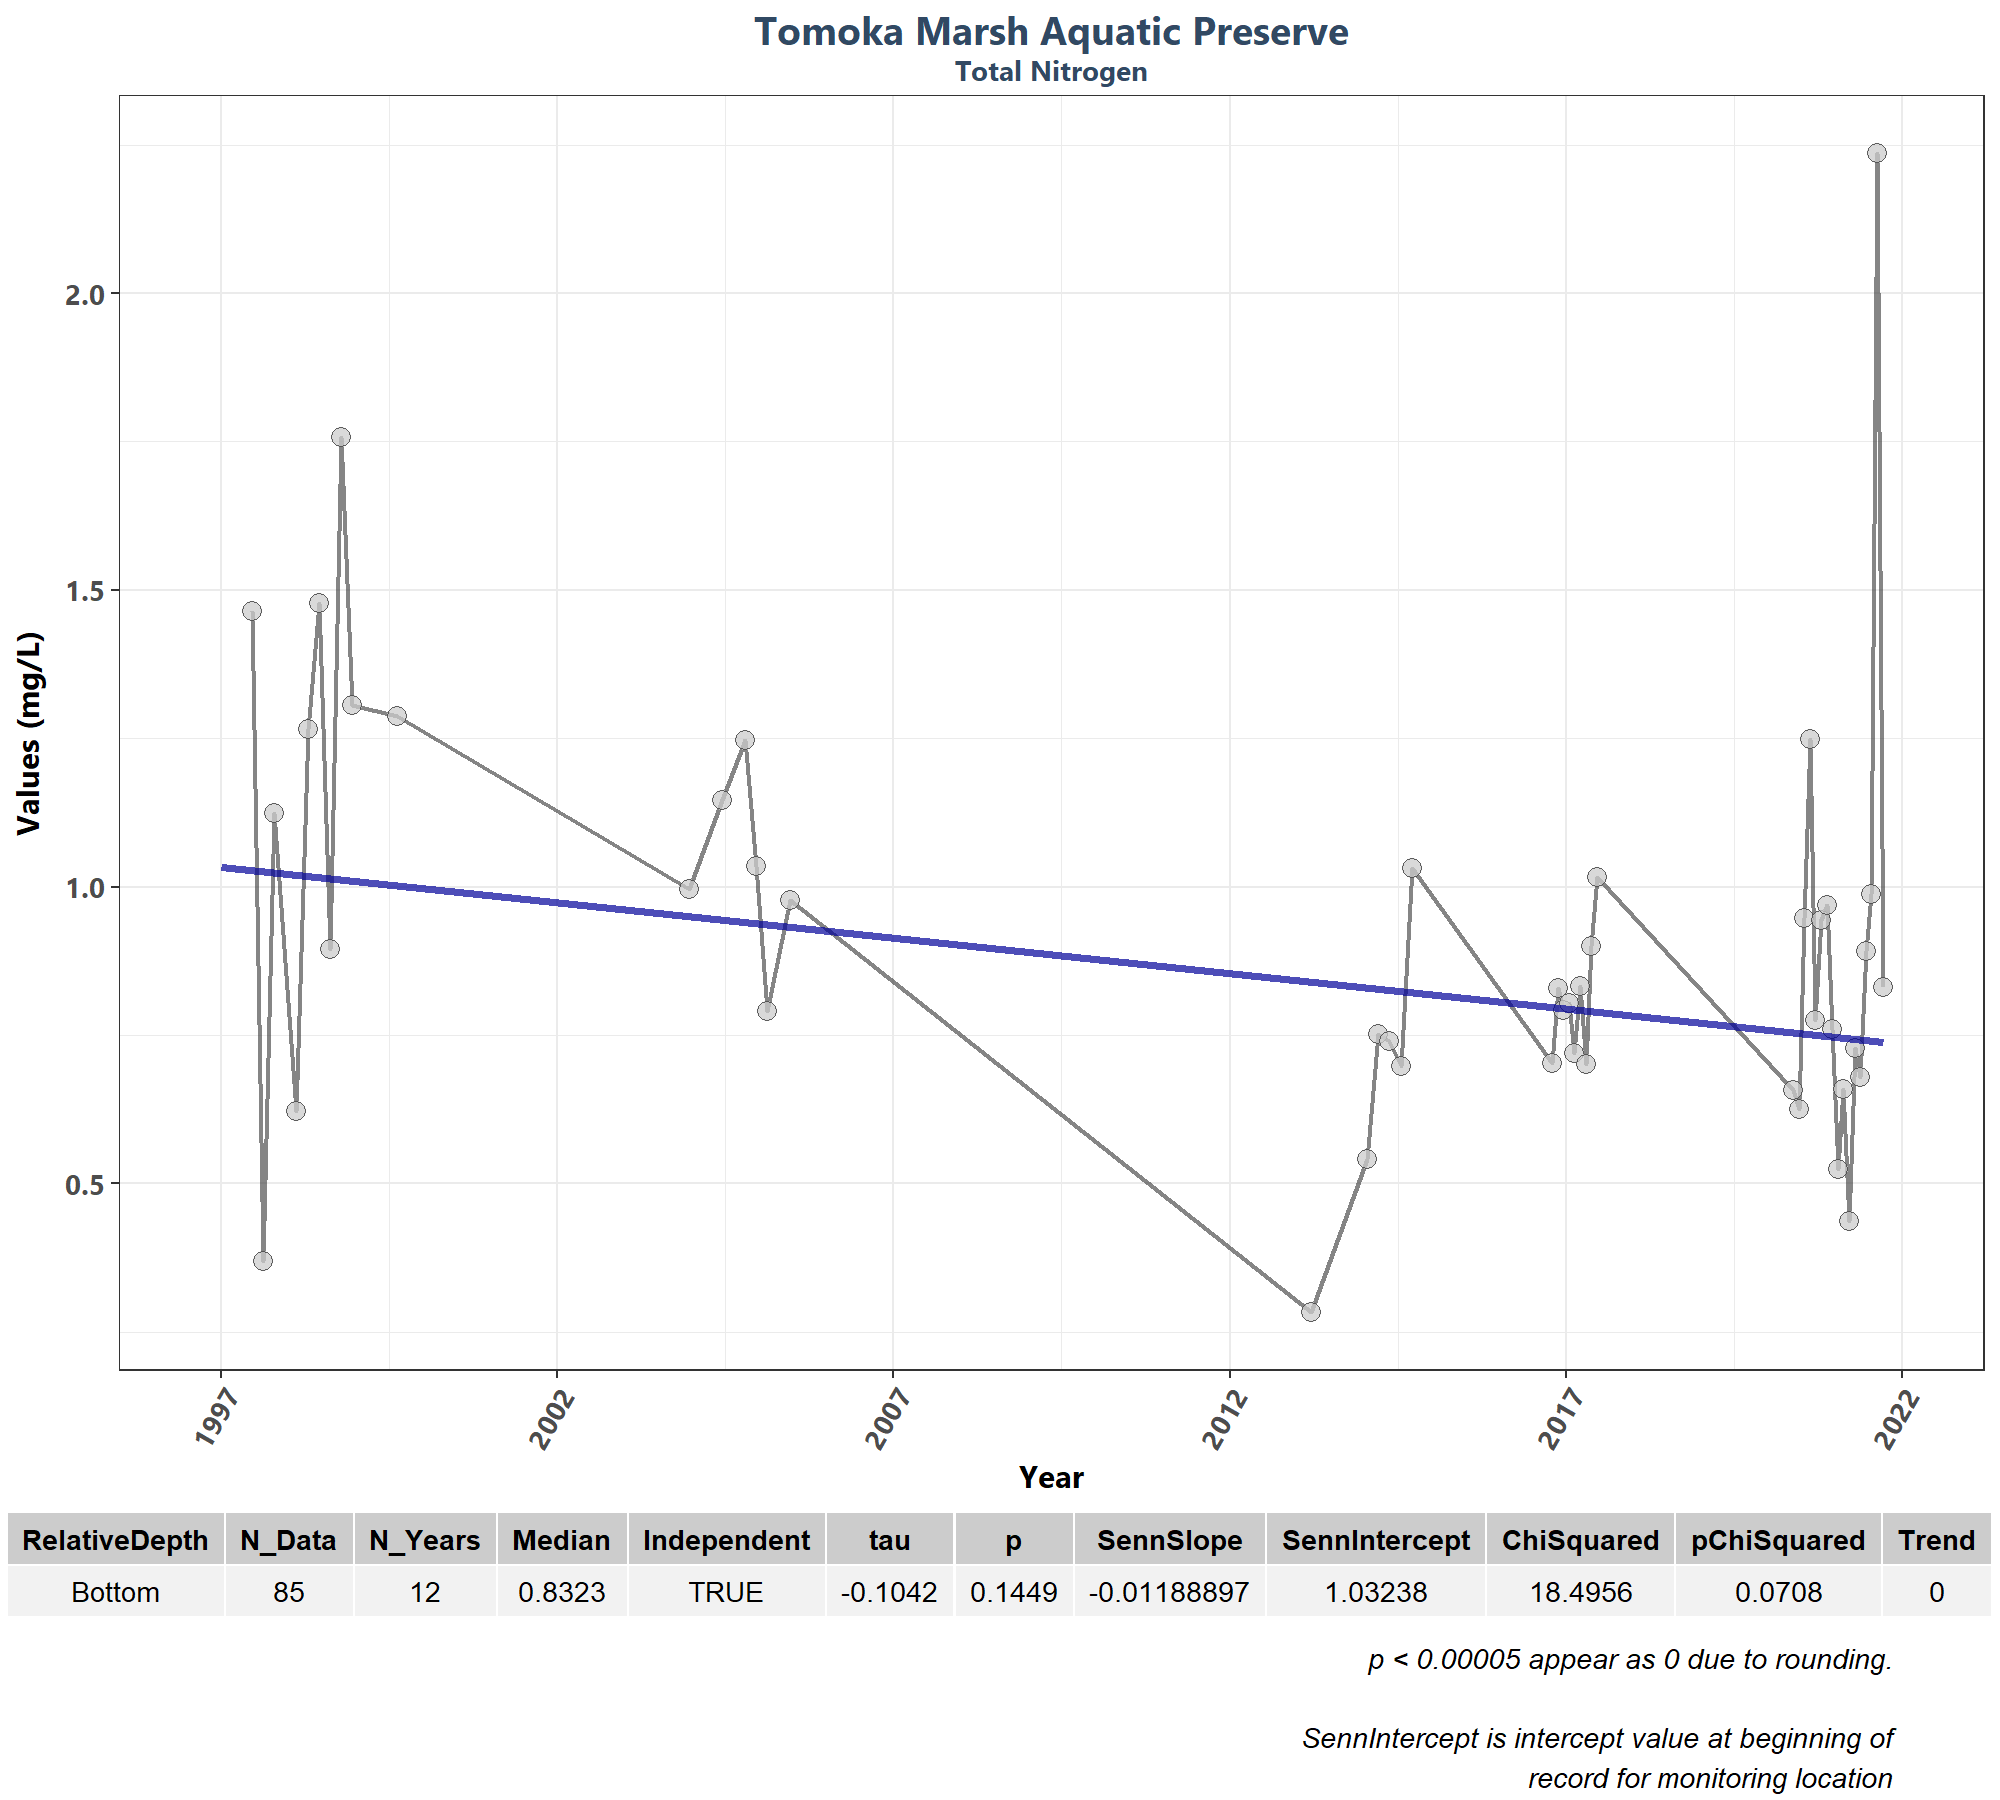 Tomoka Marsh Aquatic Preserve
Total Nitrogen
Values (mg/L)
2.0
1.5
1.0
0.5
1997
2002
2007
2012
2017
2022
Year
RelativeDepth N_Data N_Years Median Independent tau p SennSlope SennIntercept ChiSquared pChiSquared Trend
Bottom 85 12 0.8323 TRUE -0.1042 0.1449 -0.01188897 1.03238 18.4956 0.0708 0
p < 0.00005 appear as 0 due to rounding.
SennIntercept is intercept value at beginning of
record for monitoring location